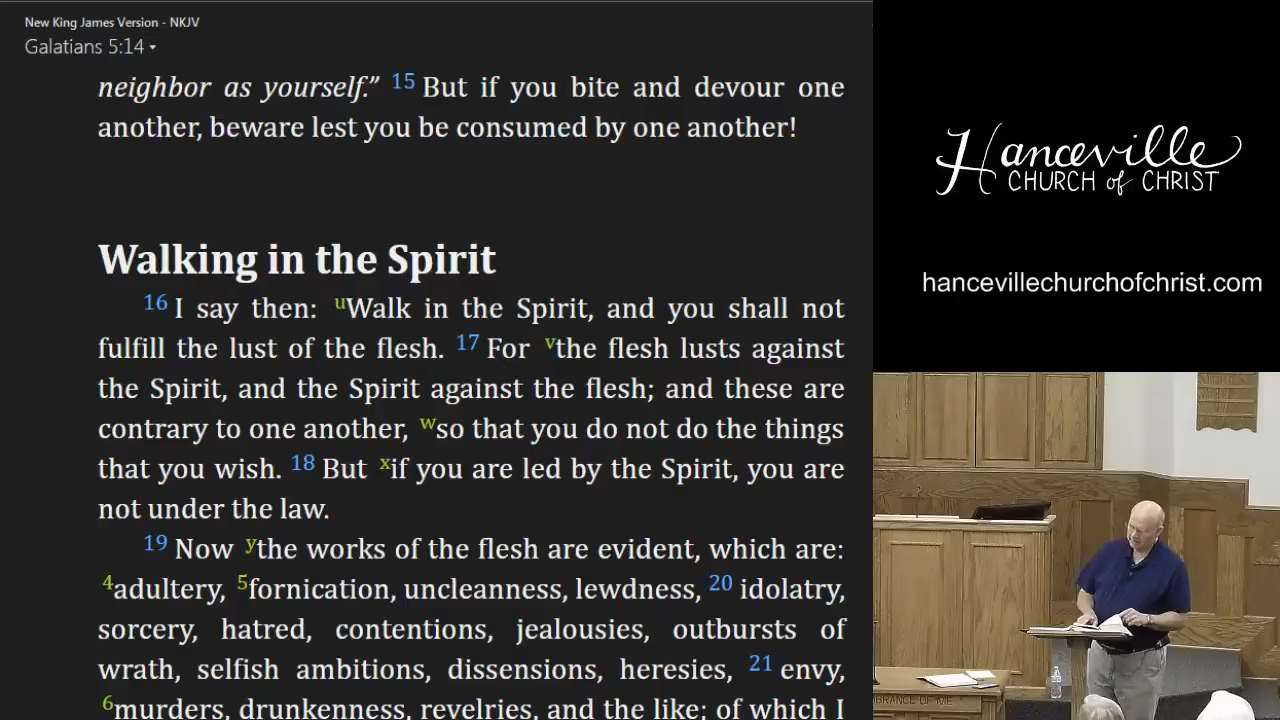 New King James Version - NKJV
Galatians 5:14
neighbor as yourself.” 15 But if you bite and devour one
another, beware lest you be consumed by one another!
Walking in the Spirit
16 I say then: uWalk in the Spirit, and you shall not
fulfill the lust of the flesh. 17 For vthe flesh lusts against
the Spirit, and the Spirit against the flesh; and these are
contrary to one another, wso that you do not do the things
that you wish. 18 But xif you are led by the Spirit, you are
not under the law.
19 Now ythe works of the flesh are evident, which are:
4adultery, 5fornication, uncleanness, lewdness, 20 idolatry,
sorcery, hatred, contentions, jealousies, outbursts of
wrath, selfish ambitions, dissensions, heresies, 21 envy,
6murders, drunkenness, revelries, and the like; of which I
Hanceville
CHURCH of CHRIST
hancevillechurchofchrist.com
BRANCE OF ME